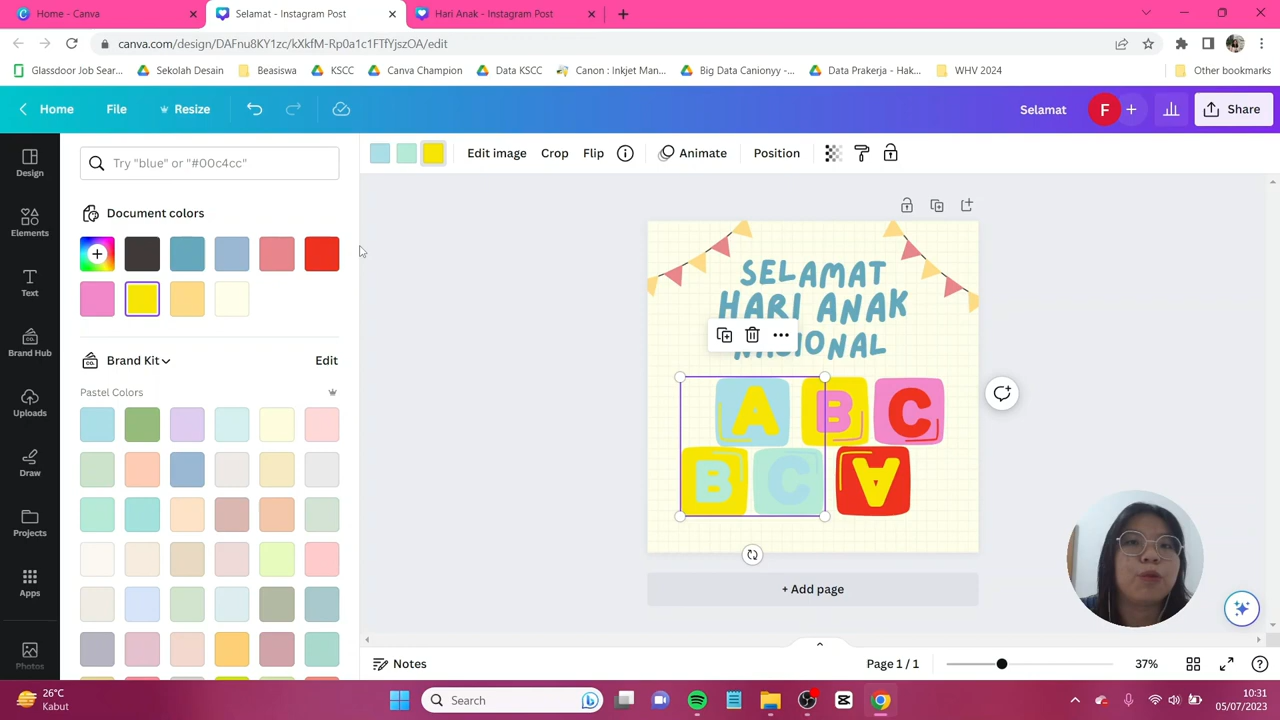 Home - Canva
Selamat - Instagram Post
Hari Anak - Instagram Post
canva.com/design/DAFnu8KY1zc/kXkfM-Rp0a1c1FTfYjszOA/edit
Glassdoor Job Sear...
Sekolah Desain
Beasiswa
KSCC
Canva Champion
Data KSCC
Canon : Inkjet Man...
Big Data Canionyy -...
Data Prakerja - Hak...
WHV 2024
Other bookmarks
Home
File
Resize
Selamat
F
Share
Design
Elements
Text
Brand Hub
Uploads
Draw
Projects
Apps
Photos
Try "blue" or "#00c4cc"
Document colors
Brand Kit
Edit
Pastel Colors
Edit image
Crop
Flip
Animate
Position
SELAMAT
HARI ANAK
NASIONAL
A B C
B C A
+ Add page
Notes
Page 1 / 1
37%
26°C
Kabut
Search
10:31
05/07/2023